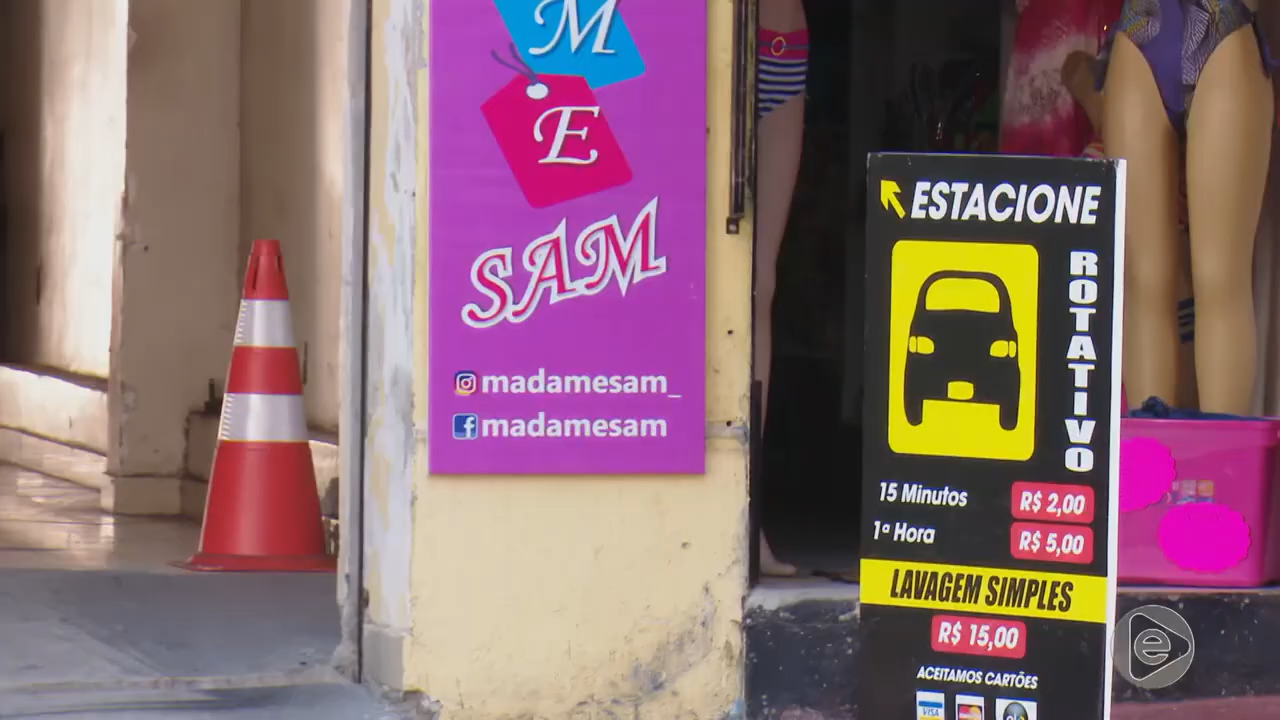 M
E
SAM
madamesam_
madamesam
ESTACIONE
ROTATIVO
15 Minutos R$ 2,00
1ª Hora R$ 5,00
LAVAGEM SIMPLES
R$ 15,00
ACEITAMOS CARTÕES
VISA
e